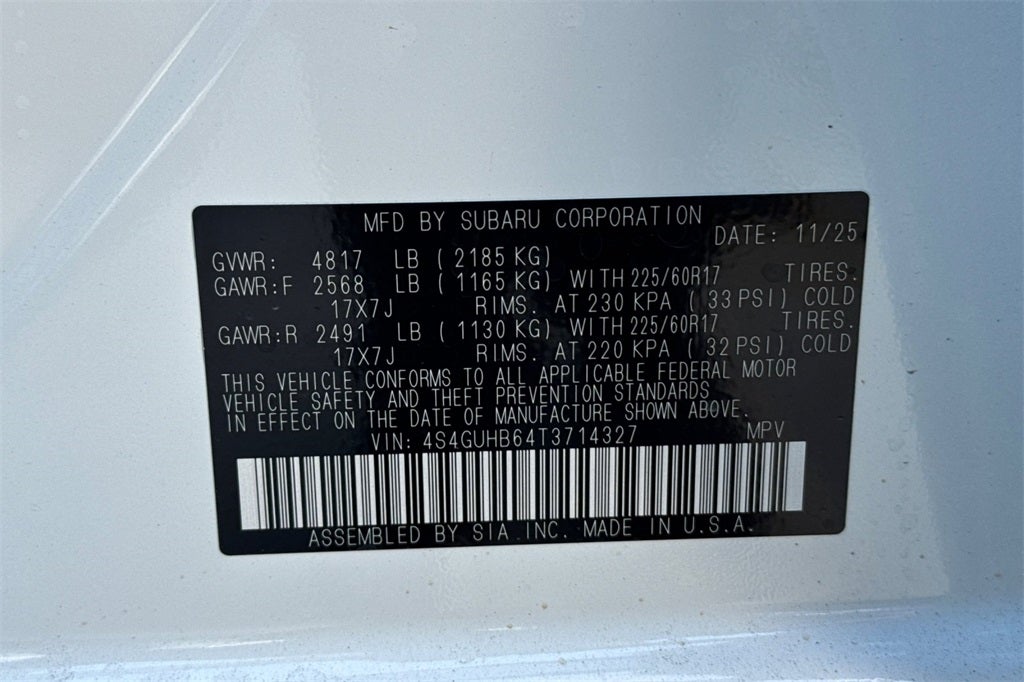 MFD BY SUBARU CORPORATION DATE: 11/25
GVWR: 4817 LB ( 2185 KG)
GAWR:F 2568 LB ( 1165 KG) WITH 225/60R17 TIRES.
17X7J RIMS. AT 230 KPA ( 33 PSI) COLD
GAWR:R 2491 LB ( 1130 KG) WITH 225/60R17 TIRES.
17X7J RIMS. AT 220 KPA ( 32 PSI) COLD
THIS VEHICLE CONFORMS TO ALL APPLICABLE FEDERAL MOTOR
VEHICLE SAFETY AND THEFT PREVENTION STANDARDS
IN EFFECT ON THE DATE OF MANUFACTURE SHOWN ABOVE.
VIN: 4S4GUHB64T3714327 MPV
ASSEMBLED BY SIA INC. MADE IN U.S.A.